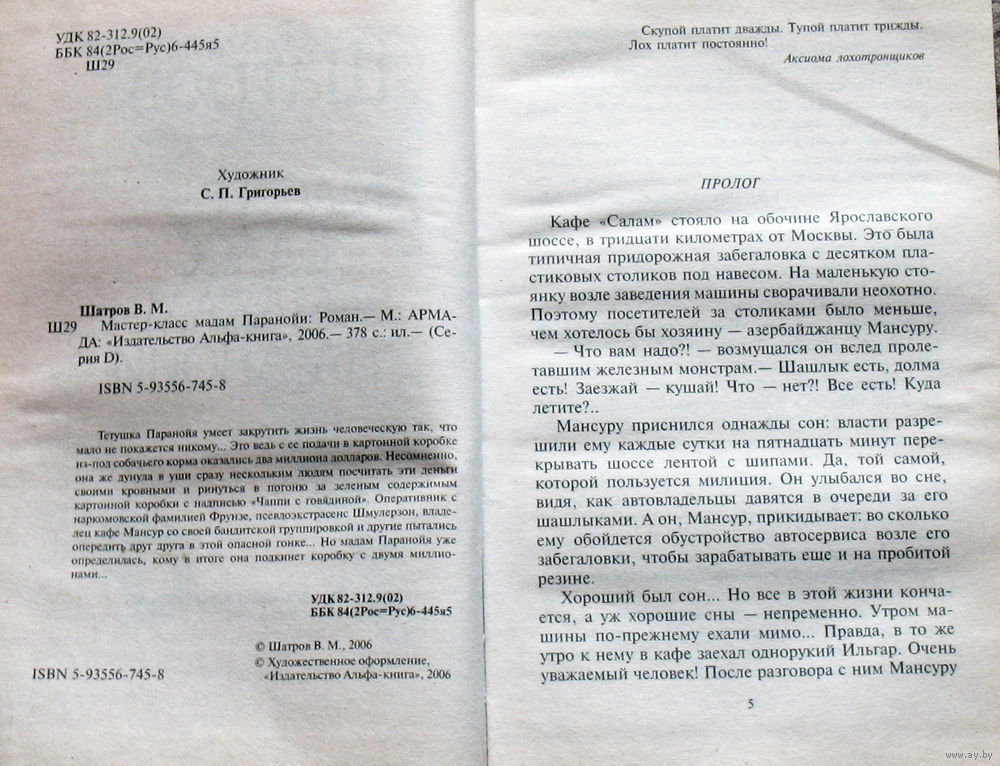 УДК 82-312.9(02)
ББК 84(2Рос=Рус)6-445я5
Ш29
Художник
С. П. Григорьев
Шатров В. М.
Ш29 Мастер-класс мадам Паранойи: Роман.— М.: АРМА-
ДА: «Издательство Альфа-книга», 2006.— 378 с.: ил.— (Се-
рия D).
ISBN 5-93556-745-8
Тетушка Паранойя умеет закрутить жизнь человеческую так, что
мало не покажется никому... Это ведь с ее подачи в картонной коробке
из-под собачьего корма оказались два миллиона долларов. Несомненно,
она же дунула в уши сразу нескольким людям посчитать эти деньги
своими кровными и ринуться в погоню за зеленым содержимым
картонной коробки с надписью «Чаппи с говядиной». Оперативник с
наркомовской фамилией Фрунзе, псевдоэкстрасенс Шмулерзон, владе-
лец кафе Мансур со своей бандитской группировкой и другие пытались
опередить друг друга в этой опасной гонке... Но мадам Паранойя уже
определилась, кому в итоге она подкинет коробку с двумя миллио-
нами...
УДК 82-312.9(02)
ББК 84(2Рос=Рус)6-445я5
© Шатров В. М., 2006
© Художественное оформление,
«Издательство Альфа-книга», 2006
ISBN 5-93556-745-8
Скупой платит дважды. Тупой платит трижды.
Лох платит постоянно!
Аксиома лохотронщиков
ПРОЛОГ
Кафе «Салам» стояло на обочине Ярославского
шоссе, в тридцати километрах от Москвы. Это была
типичная придорожная забегаловка с десятком пла-
стиковых столиков под навесом. На маленькую сто-
янку возле заведения машины сворачивали неохотно.
Поэтому посетителей за столиками было меньше,
чем хотелось бы хозяину — азербайджанцу Мансуру.
— Что вам надо?! — возмущался он вслед проле-
тавшим железным монстрам.— Шашлык есть, долма
есть! Заезжай — кушай! Что — нет?! Все есть! Куда
летите?..
Мансуру приснился однажды сон: власти разре-
шили ему каждые сутки на пятнадцать минут пере-
крывать шоссе лентой с шипами. Да, той самой,
которой пользуется милиция. Он улыбался во сне,
видя, как автовладельцы давятся в очереди за его
шашлыками. А он, Мансур, прикидывает: во сколько
ему обойдется обустройство автосервиса возле его
забегаловки, чтобы зарабатывать еще и на пробитой
резине.
Хороший был сон... Но все в этой жизни конча-
ется, а уж хорошие сны — непременно. Утром ма-
шины по-прежнему ехали мимо... Правда, в то же
утро к нему в кафе заехал однорукий Ильгар. Очень
уважаемый человек! После разговора с ним Мансуру
5
www.ay.by